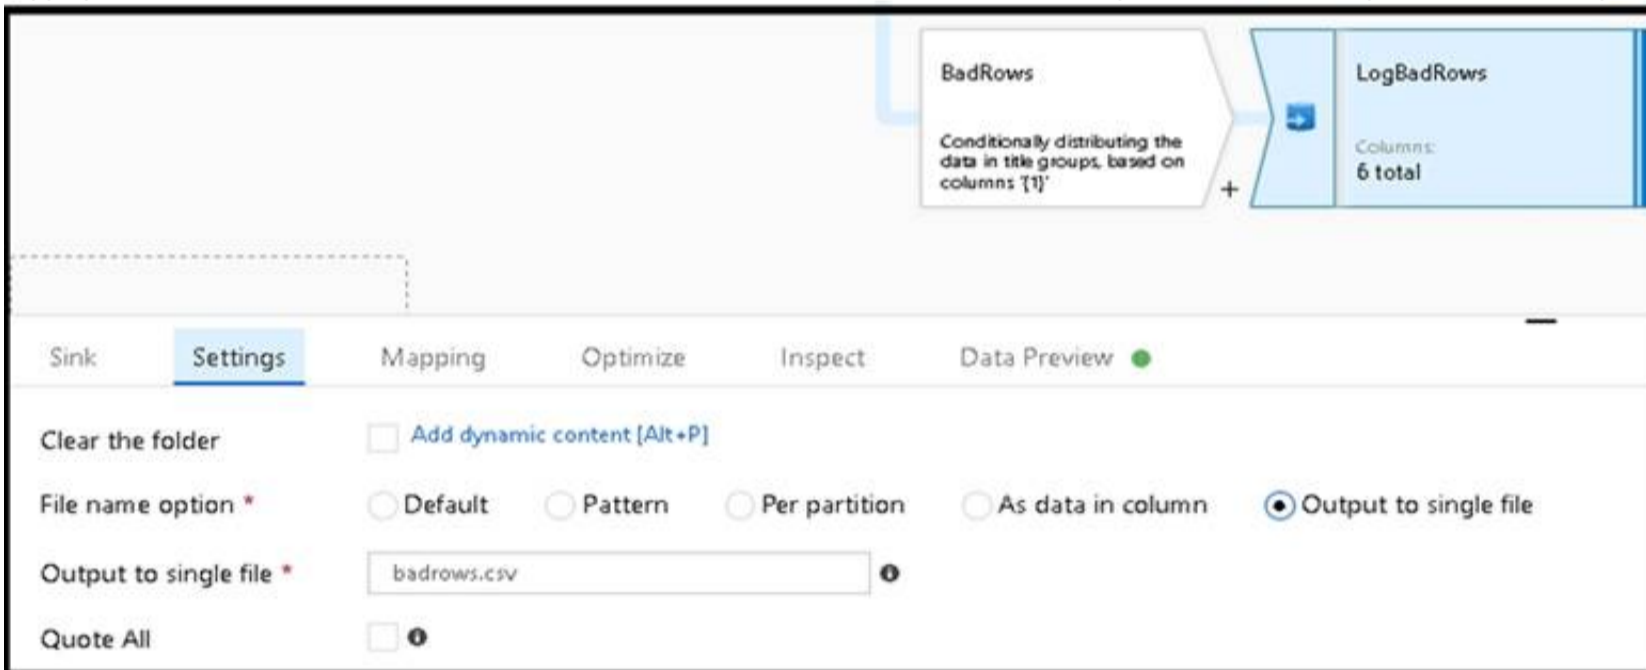 BadRows
Conditionally distributing the
data in title groups, based on
columns '{1}'
+
LogBadRows
Columns:
6 total
Sink Settings Mapping Optimize Inspect Data Preview
Clear the folder Add dynamic content [Alt+P]
File name option * Default Pattern Per partition As data in column Output to single file
Output to single file * badrows.csv
Quote All